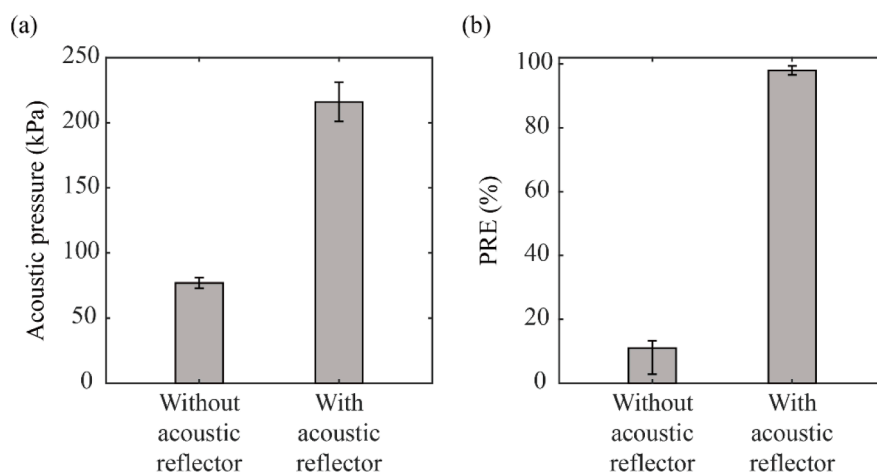 (a)
250
200
150
100
50
0
Acoustic pressure (kPa)
Without
acoustic
reflector
With
acoustic
reflector
(b)
100
80
60
40
20
0
PRE (%)
Without
acoustic
reflector
With
acoustic
reflector